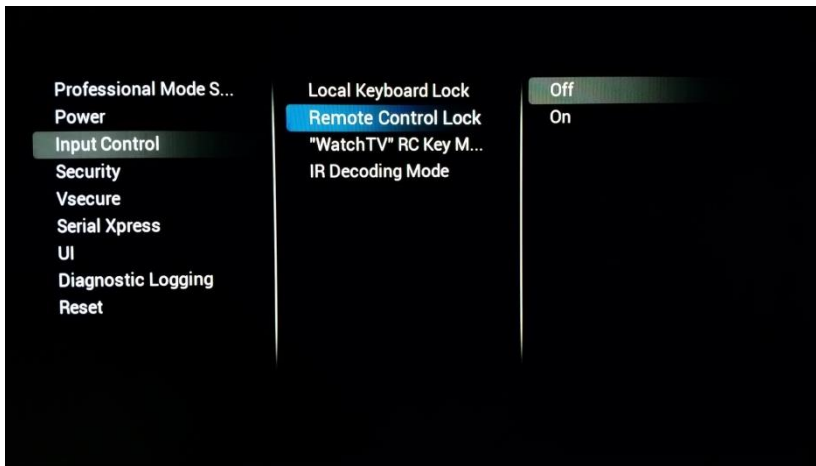 Professional Mode S...
Power
Input Control
Security
Vsecure
Serial Xpress
UI
Diagnostic Logging
Reset
Local Keyboard Lock
Remote Control Lock
"WatchTV" RC Key M...
IR Decoding Mode
Off
On